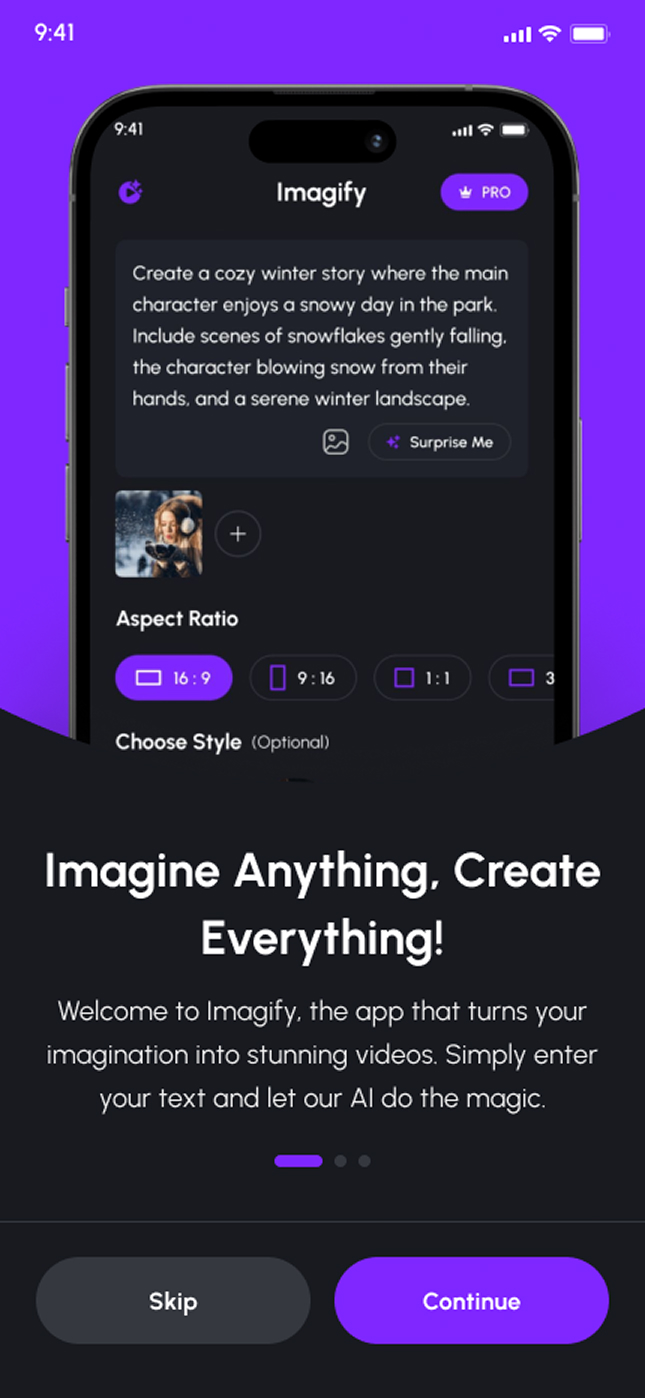 9:41
9:41
Imagify
PRO
Create a cozy winter story where the main
character enjoys a snowy day in the park.
Include scenes of snowflakes gently falling,
the character blowing snow from their
hands, and a serene winter landscape.
Surprise Me
Aspect Ratio
16 : 9
9 : 16
1 : 1
3
Choose Style (Optional)
Imagine Anything, Create
Everything!
Welcome to Imagify, the app that turns your
imagination into stunning videos. Simply enter
your text and let our AI do the magic.
Skip
Continue